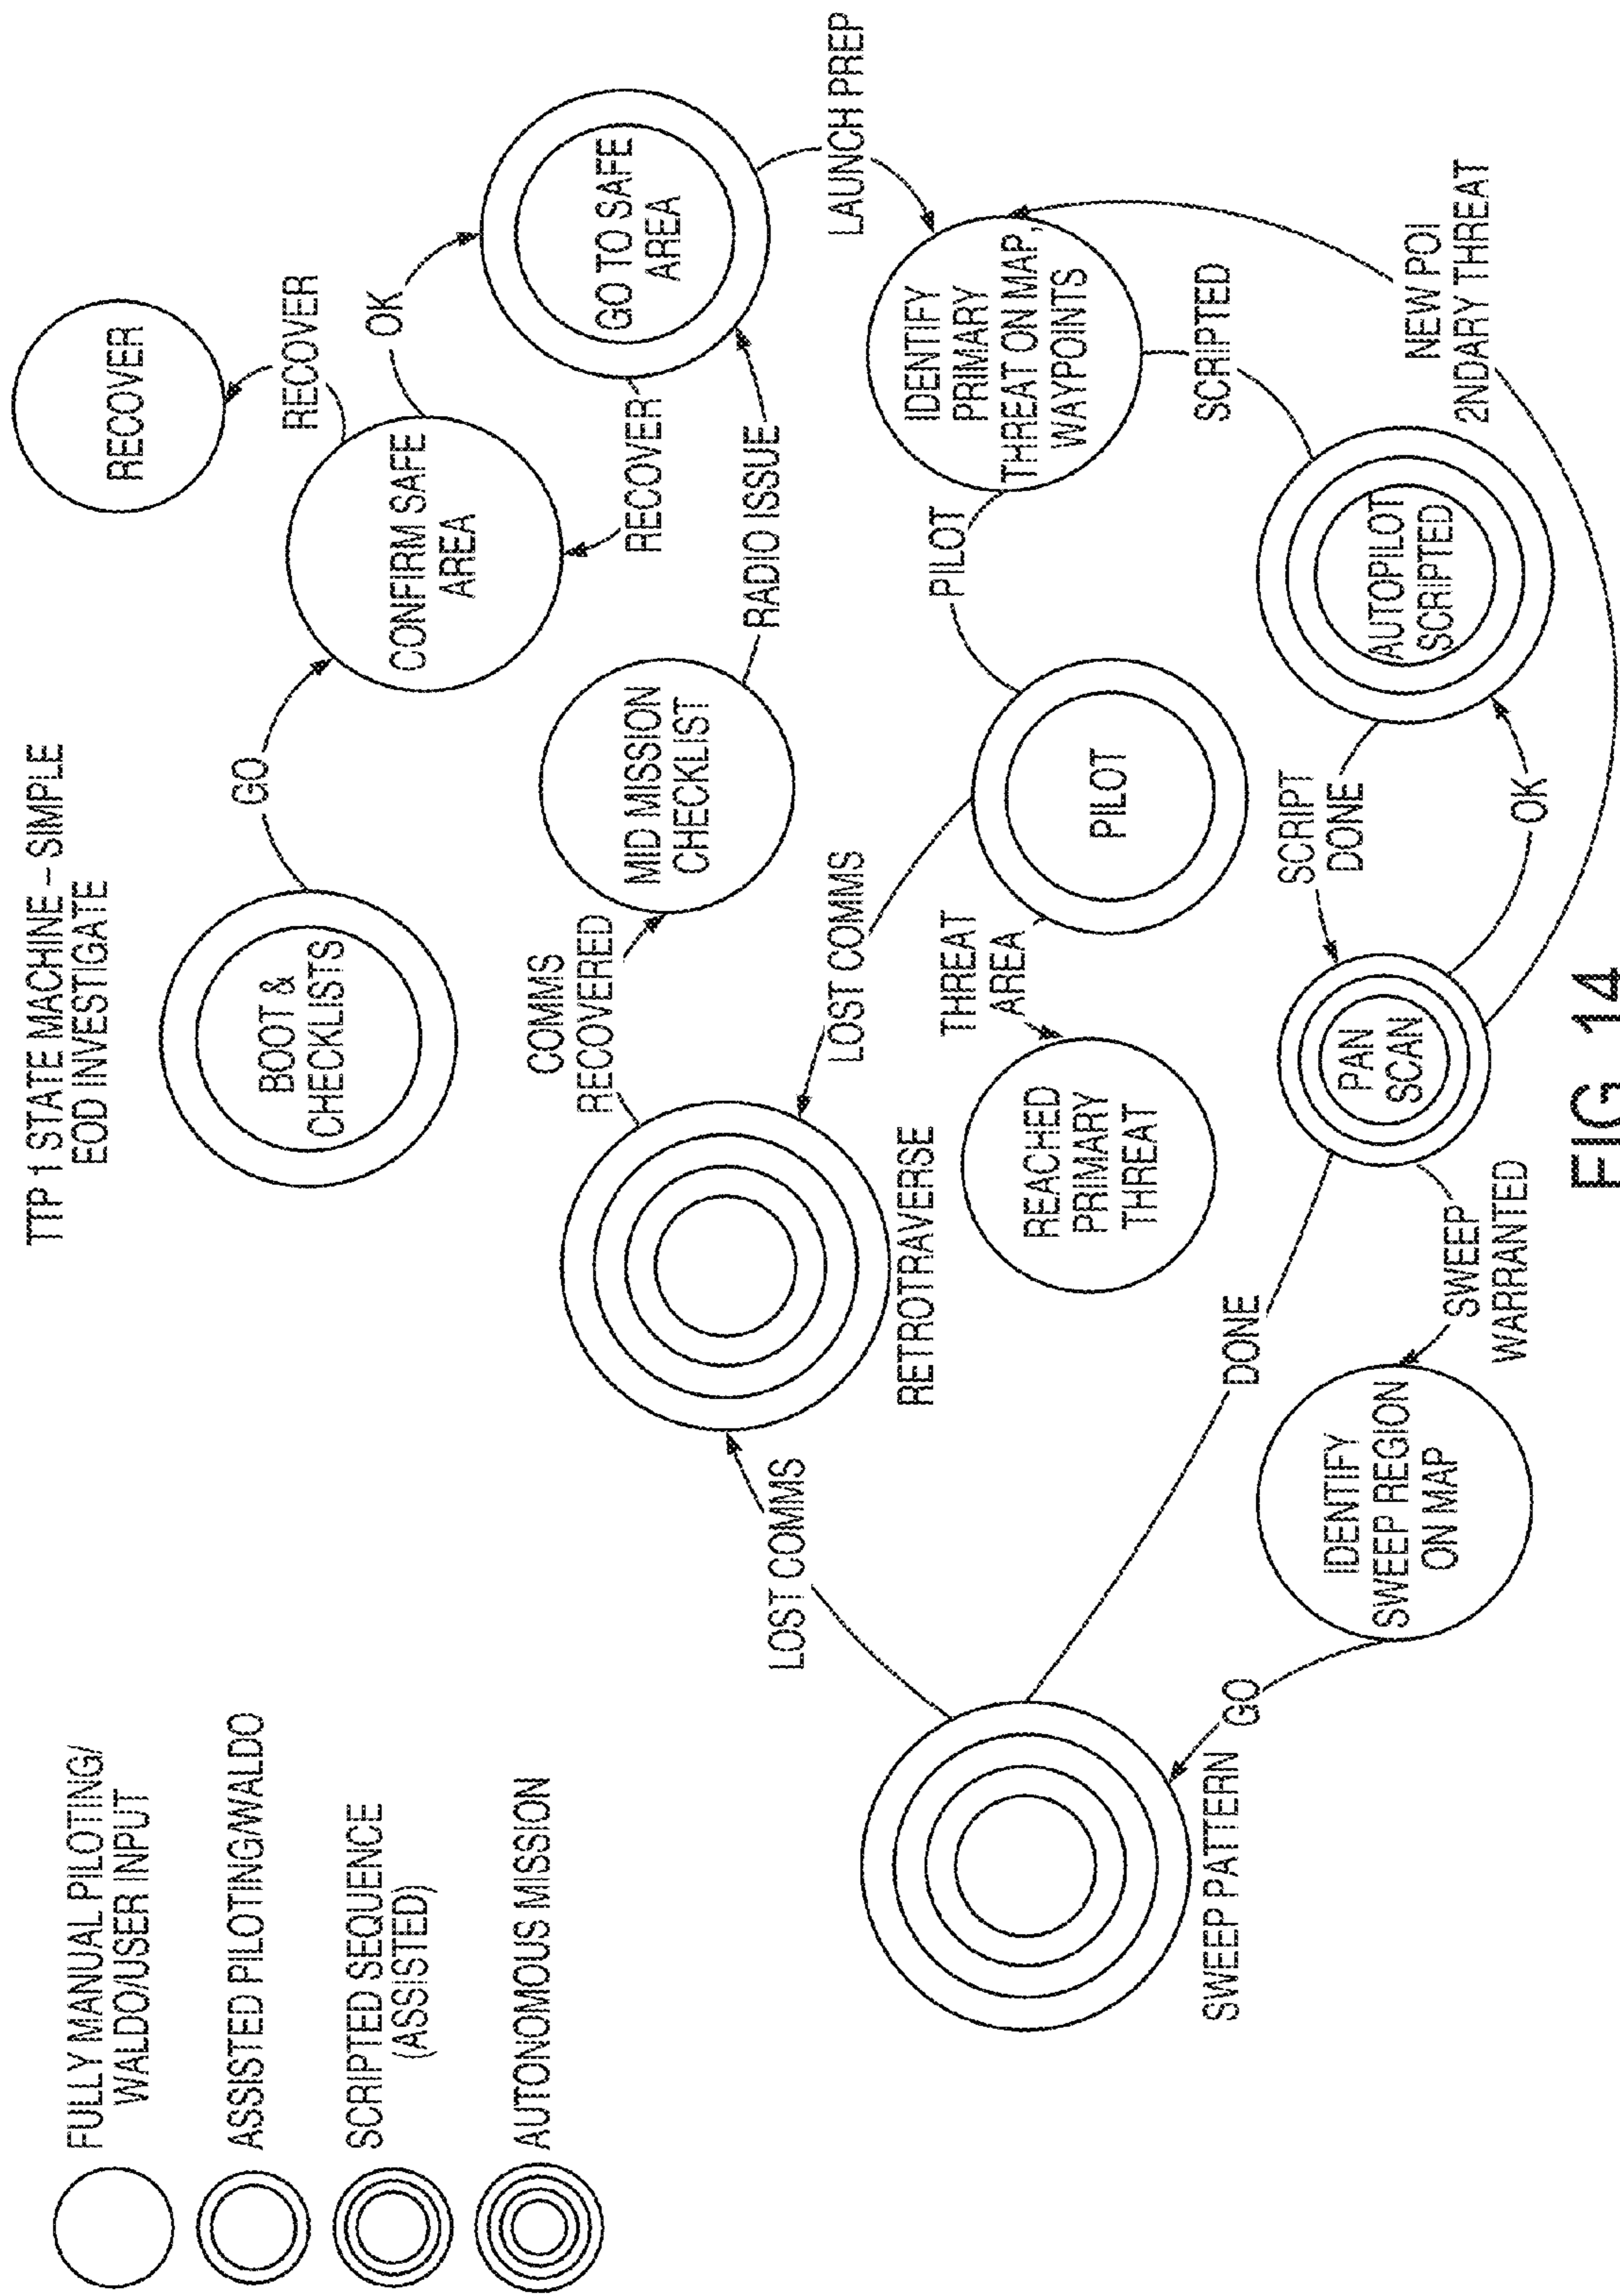 TTP 1 STATE MACHINE – SIMPLE
EOD INVESTIGATE
FULLY MANUAL PILOTING/
WALDO/USER INPUT
ASSISTED PILOTING/WALDO
SCRIPTED SEQUENCE
(ASSISTED)
AUTONOMOUS MISSION
BOOT &
CHECKLISTS
GO
CONFIRM SAFE
AREA
RECOVER
RECOVER
OK
GO TO SAFE
AREA
RECOVER
RADIO ISSUE
MID MISSION
CHECKLIST
COMMS
RECOVERED
RETROTRAVERSE
LOST COMMS
LOST COMMS
LAUNCH PREP
IDENTIFY
PRIMARY
THREAT ON MAP,
WAYPOINTS
PILOT
PILOT
THREAT
AREA
REACHED
PRIMARY
THREAT
SCRIPTED
AUTOPILOT
SCRIPTED
SCRIPT
DONE
OK
NEW POI
2NDARY THREAT
PAN
SCAN
DONE
SWEEP
WARRANTED
IDENTIFY
SWEEP REGION
ON MAP
GO
SWEEP PATTERN
FIG. 14